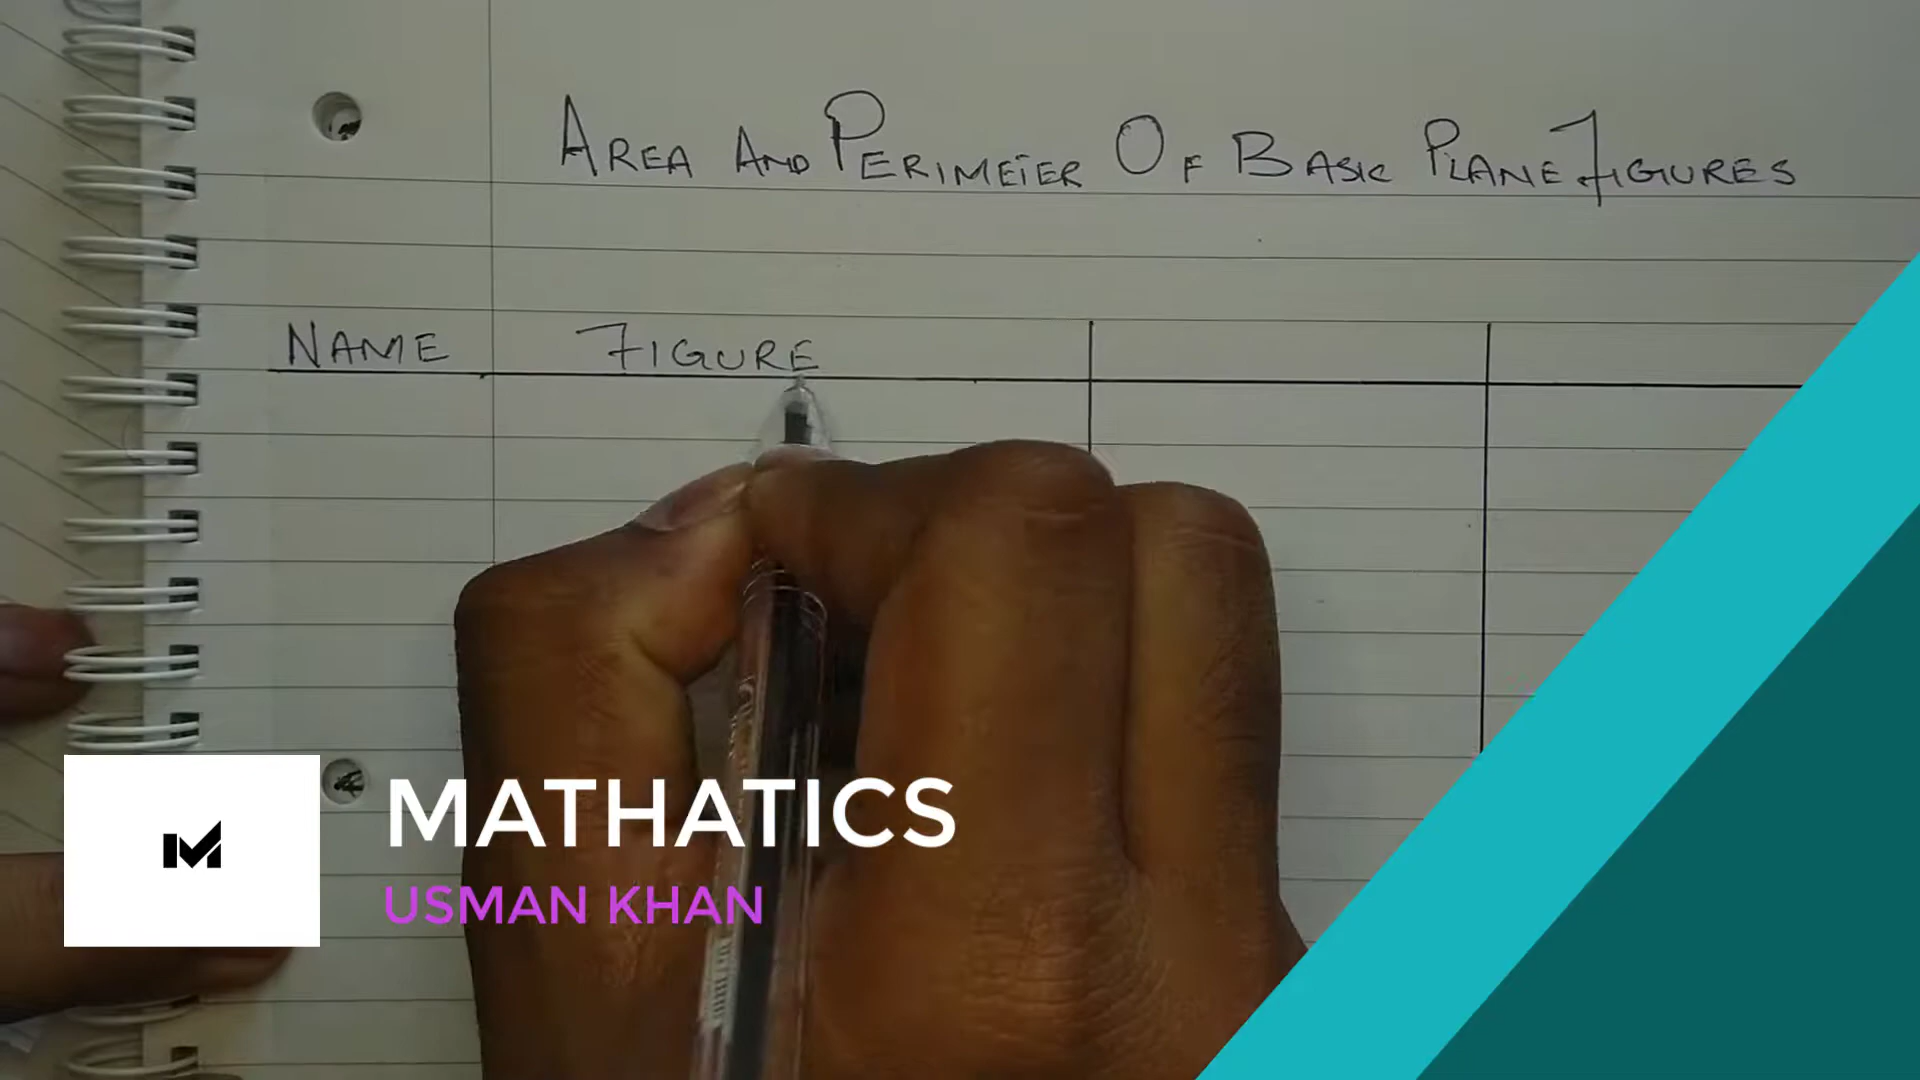 AREA AND PERIMETER OF BASIC PLANE FIGURES
NAME FIGURE
MATHATICS
USMAN KHAN